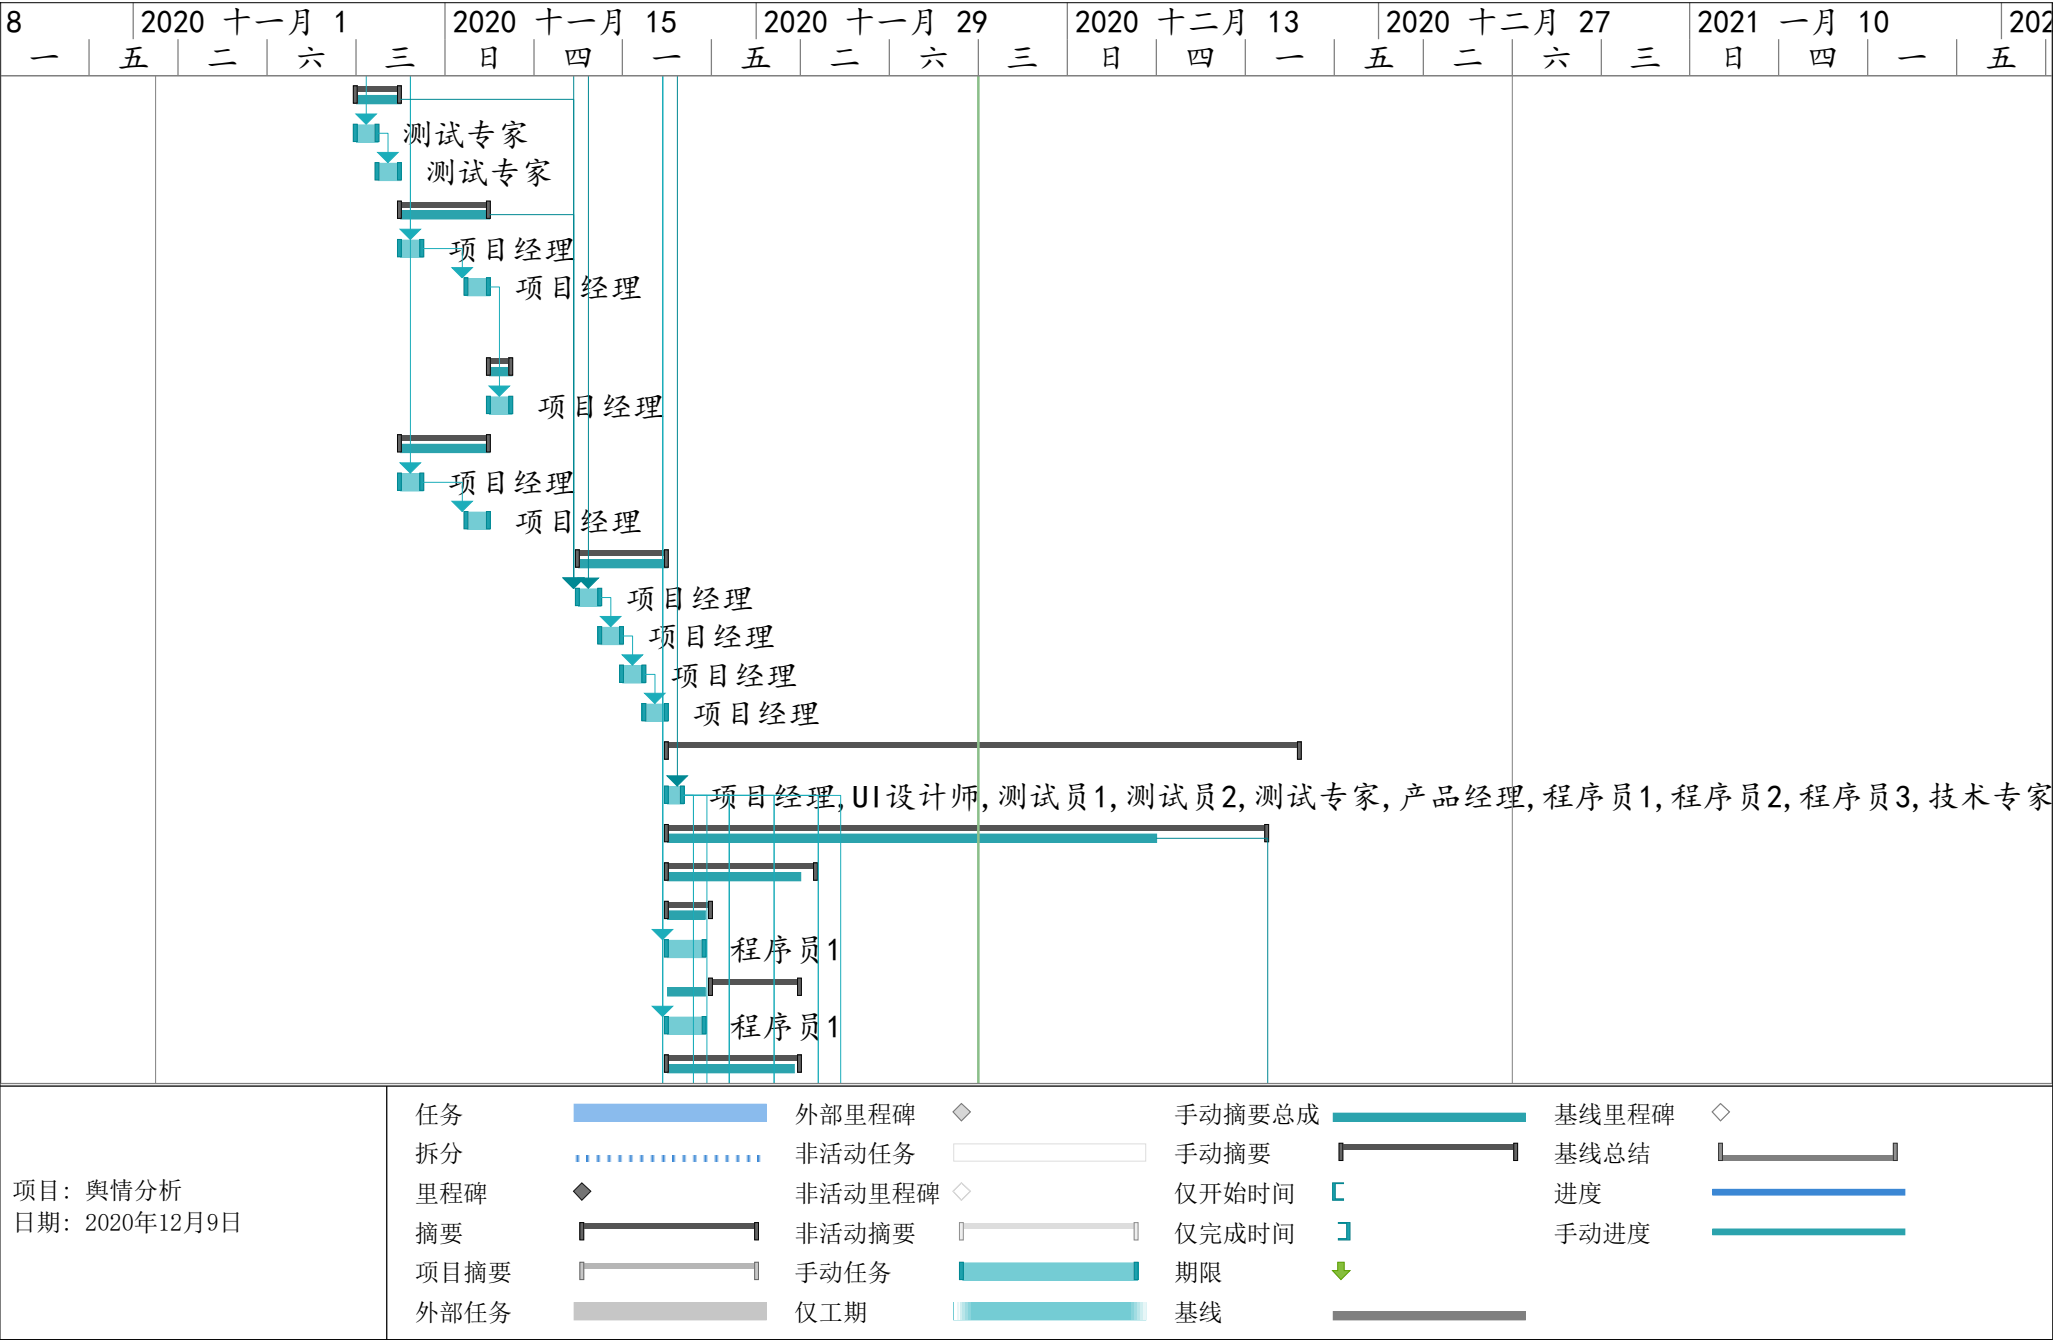 8 2020 十一月 1 2020 十一月 15 2020 十一月 29 2020 十二月 13 2020 十二月 27 2021 一月 10 202
一 五 二 六 三 日 四 一 五 二 六 三 日 四 一 五 二 六 三 日 四 一 五
测试专家
测试专家
项目经理
项目经理
项目经理
项目经理
项目经理
项目经理
项目经理
项目经理
项目经理
项目经理,UI设计师,测试员1,测试员2,测试专家,产品经理,程序员1,程序员2,程序员3,技术专家
程序员1
程序员1
项目: 舆情分析
日期: 2020年12月9日
任务 外部里程碑 手动摘要总成 基线里程碑
拆分 非活动任务 手动摘要 基线总结
里程碑 非活动里程碑 仅开始时间 进度
摘要 非活动摘要 仅完成时间 手动进度
项目摘要 手动任务 期限
外部任务 仅工期 基线